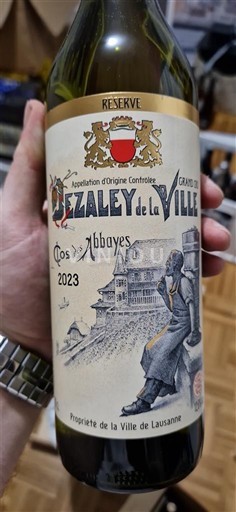 RESERVE
Appellation d'Origine Contrôlée
GRAND CRU
DEZALEY de la VILLE
Clos des Abbayes
2023
Propriété de la Ville de Lausanne